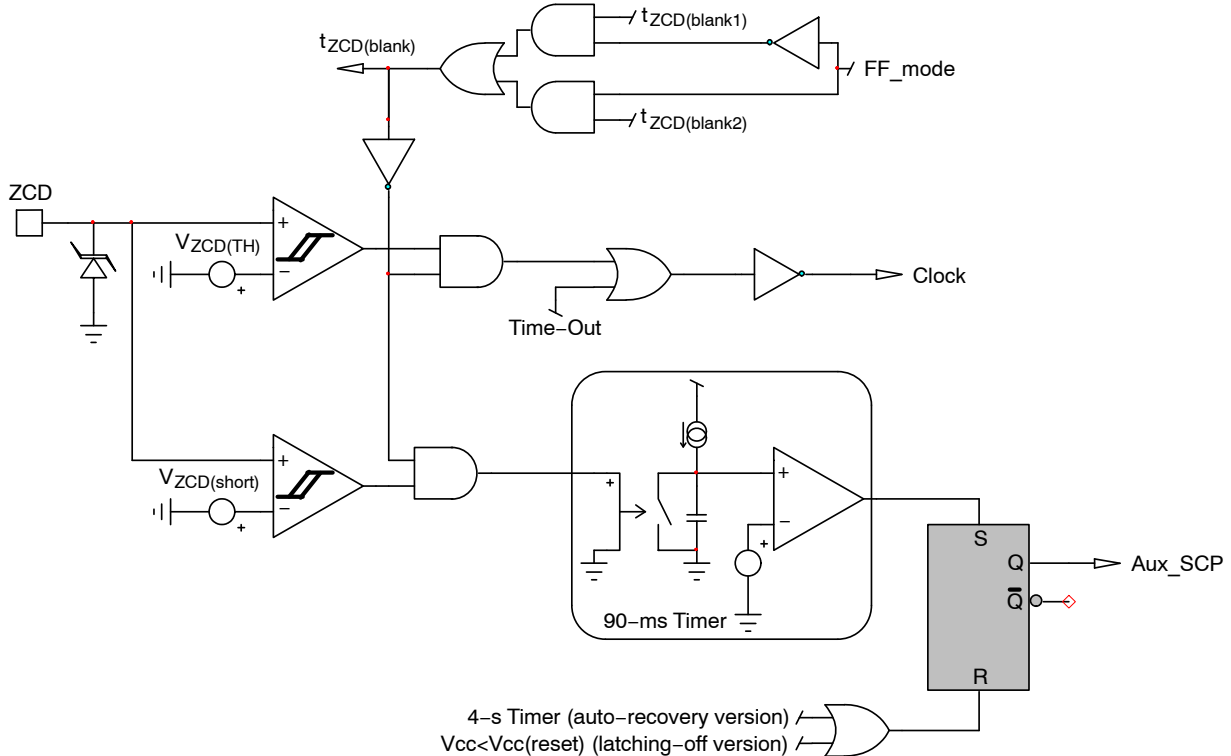 tZCD(blank1)
tZCD(blank)
FF_mode
tZCD(blank2)
ZCD
VZCD(TH)
+
−
+
Clock
Time−Out
VZCD(short)
+
−
+
+
+
−
+
90−ms Timer
S
Q
Aux_SCP
Q̅
R
4−s Timer (auto−recovery version)
Vcc<Vcc(reset) (latching−off version)